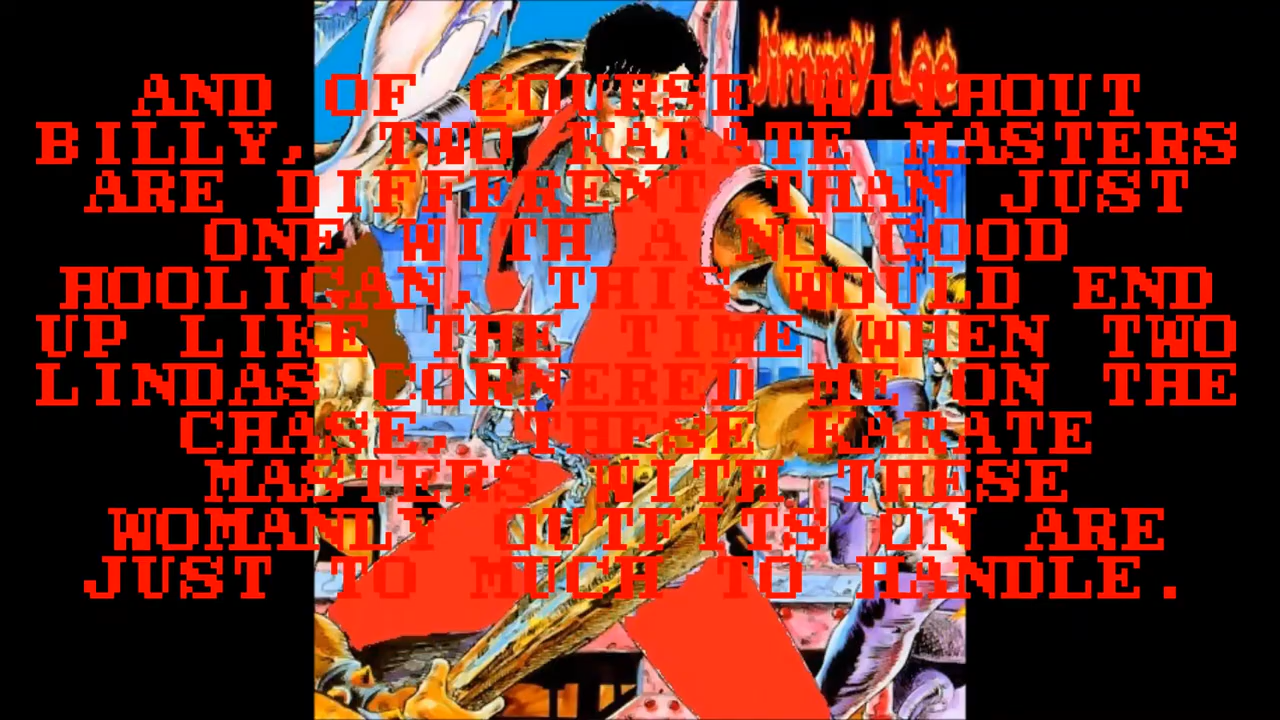 Jimmy Lee
AND OF COURSE WITHOUT
BILLY, TWO KARATE MASTERS
ARE DIFFERENT THAN JUST
ONE WITH A NO GOOD
HOOLIGAN, THIS WOULD END
UP LIKE THE TIME WHEN TWO
LINDAS CORNERED ME ON THE
CHASE, THESE KARATE
MASTERS WITH THESE
WOMANLY OUTFITS ON ARE
JUST TO MUCH TO HANDLE.